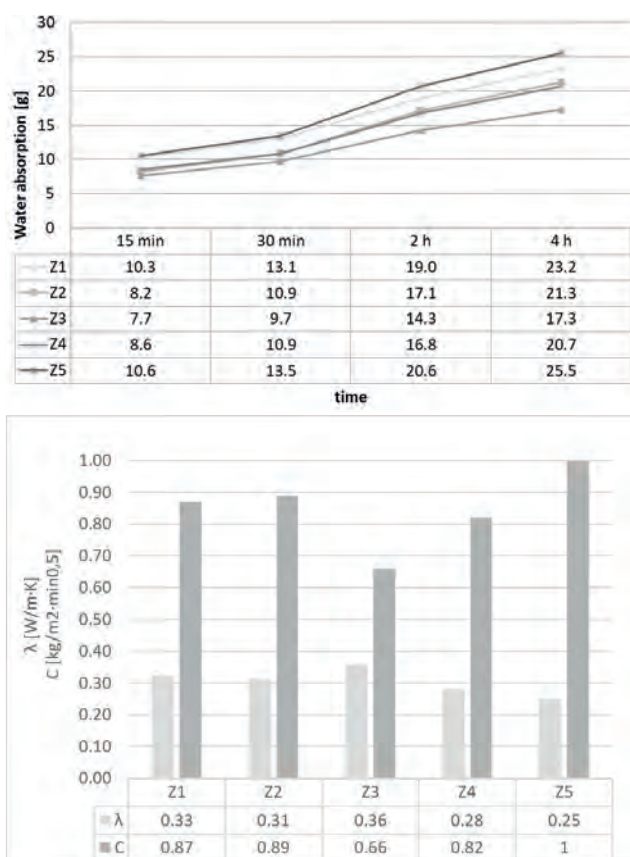 30
25
20
15
10
5
0
Water absorption [g]
15 min 30 min 2 h 4 h
Z1 10.3 13.1 19.0 23.2
Z2 8.2 10.9 17.1 21.3
Z3 7.7 9.7 14.3 17.3
Z4 8.6 10.9 16.8 20.7
Z5 10.6 13.5 20.6 25.5
time
1.00
0.90
0.80
0.70
0.60
0.50
0.40
0.30
0.20
0.10
0.00
λ [W/m·K]
C [kg/m2·min0,5]
Z1 Z2 Z3 Z4 Z5
λ 0.33 0.31 0.36 0.28 0.25
C 0.87 0.89 0.66 0.82 1